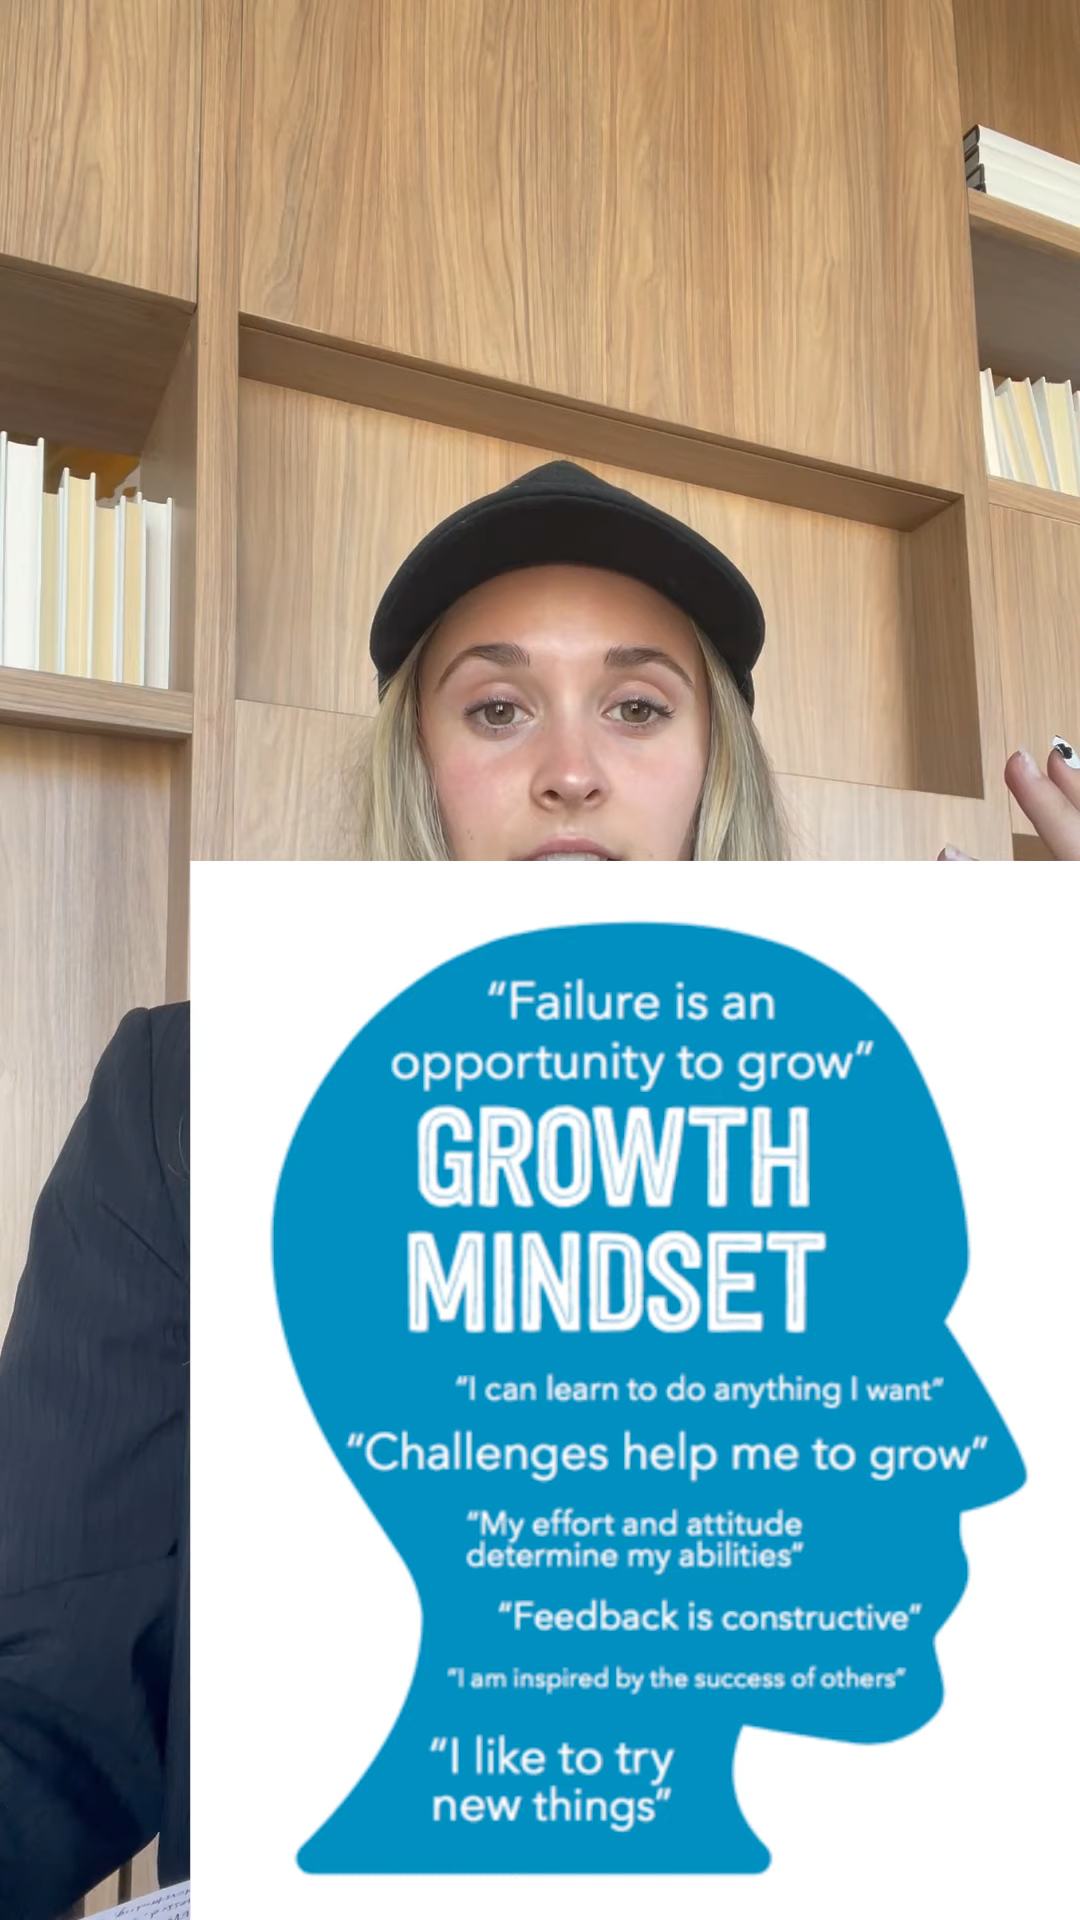 “Failure is an
opportunity to grow”
GROWTH
MINDSET
“I can learn to do anything I want”
“Challenges help me to grow”
“My effort and attitude
determine my abilities”
“Feedback is constructive”
“I am inspired by the success of others”
“I like to try
new things”